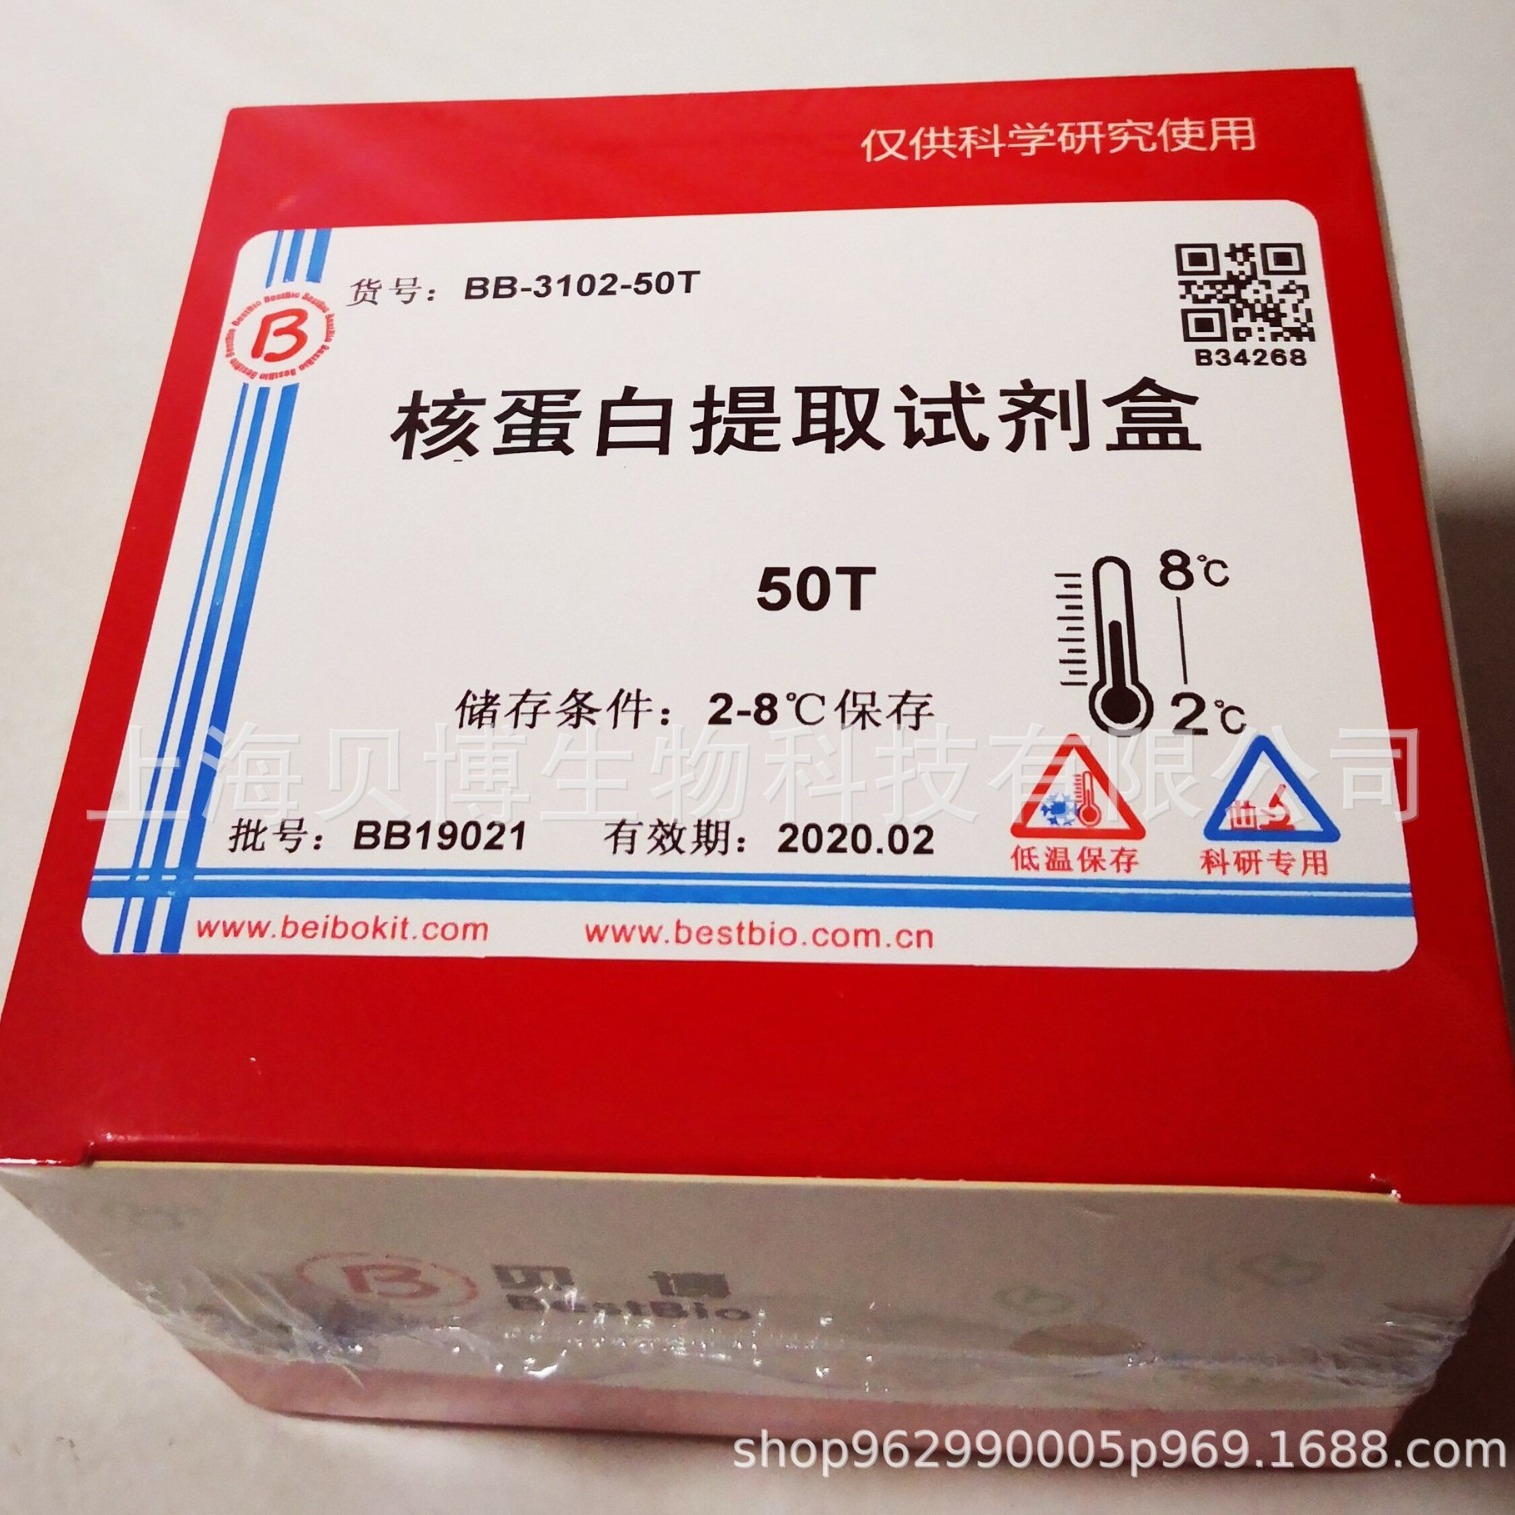 仅供科学研究使用
货号：BB-3102-50T
B34268
B
核蛋白提取试剂盒
50T
8℃
2℃
储存条件：2-8℃保存
上海贝博生物科技有限公司
批号：BB19021 有效期：2020.02
低温保存 科研专用
www.beibokit.com www.bestbio.com.cn
B 贝博
BestBio
shop962990005p969.1688.com